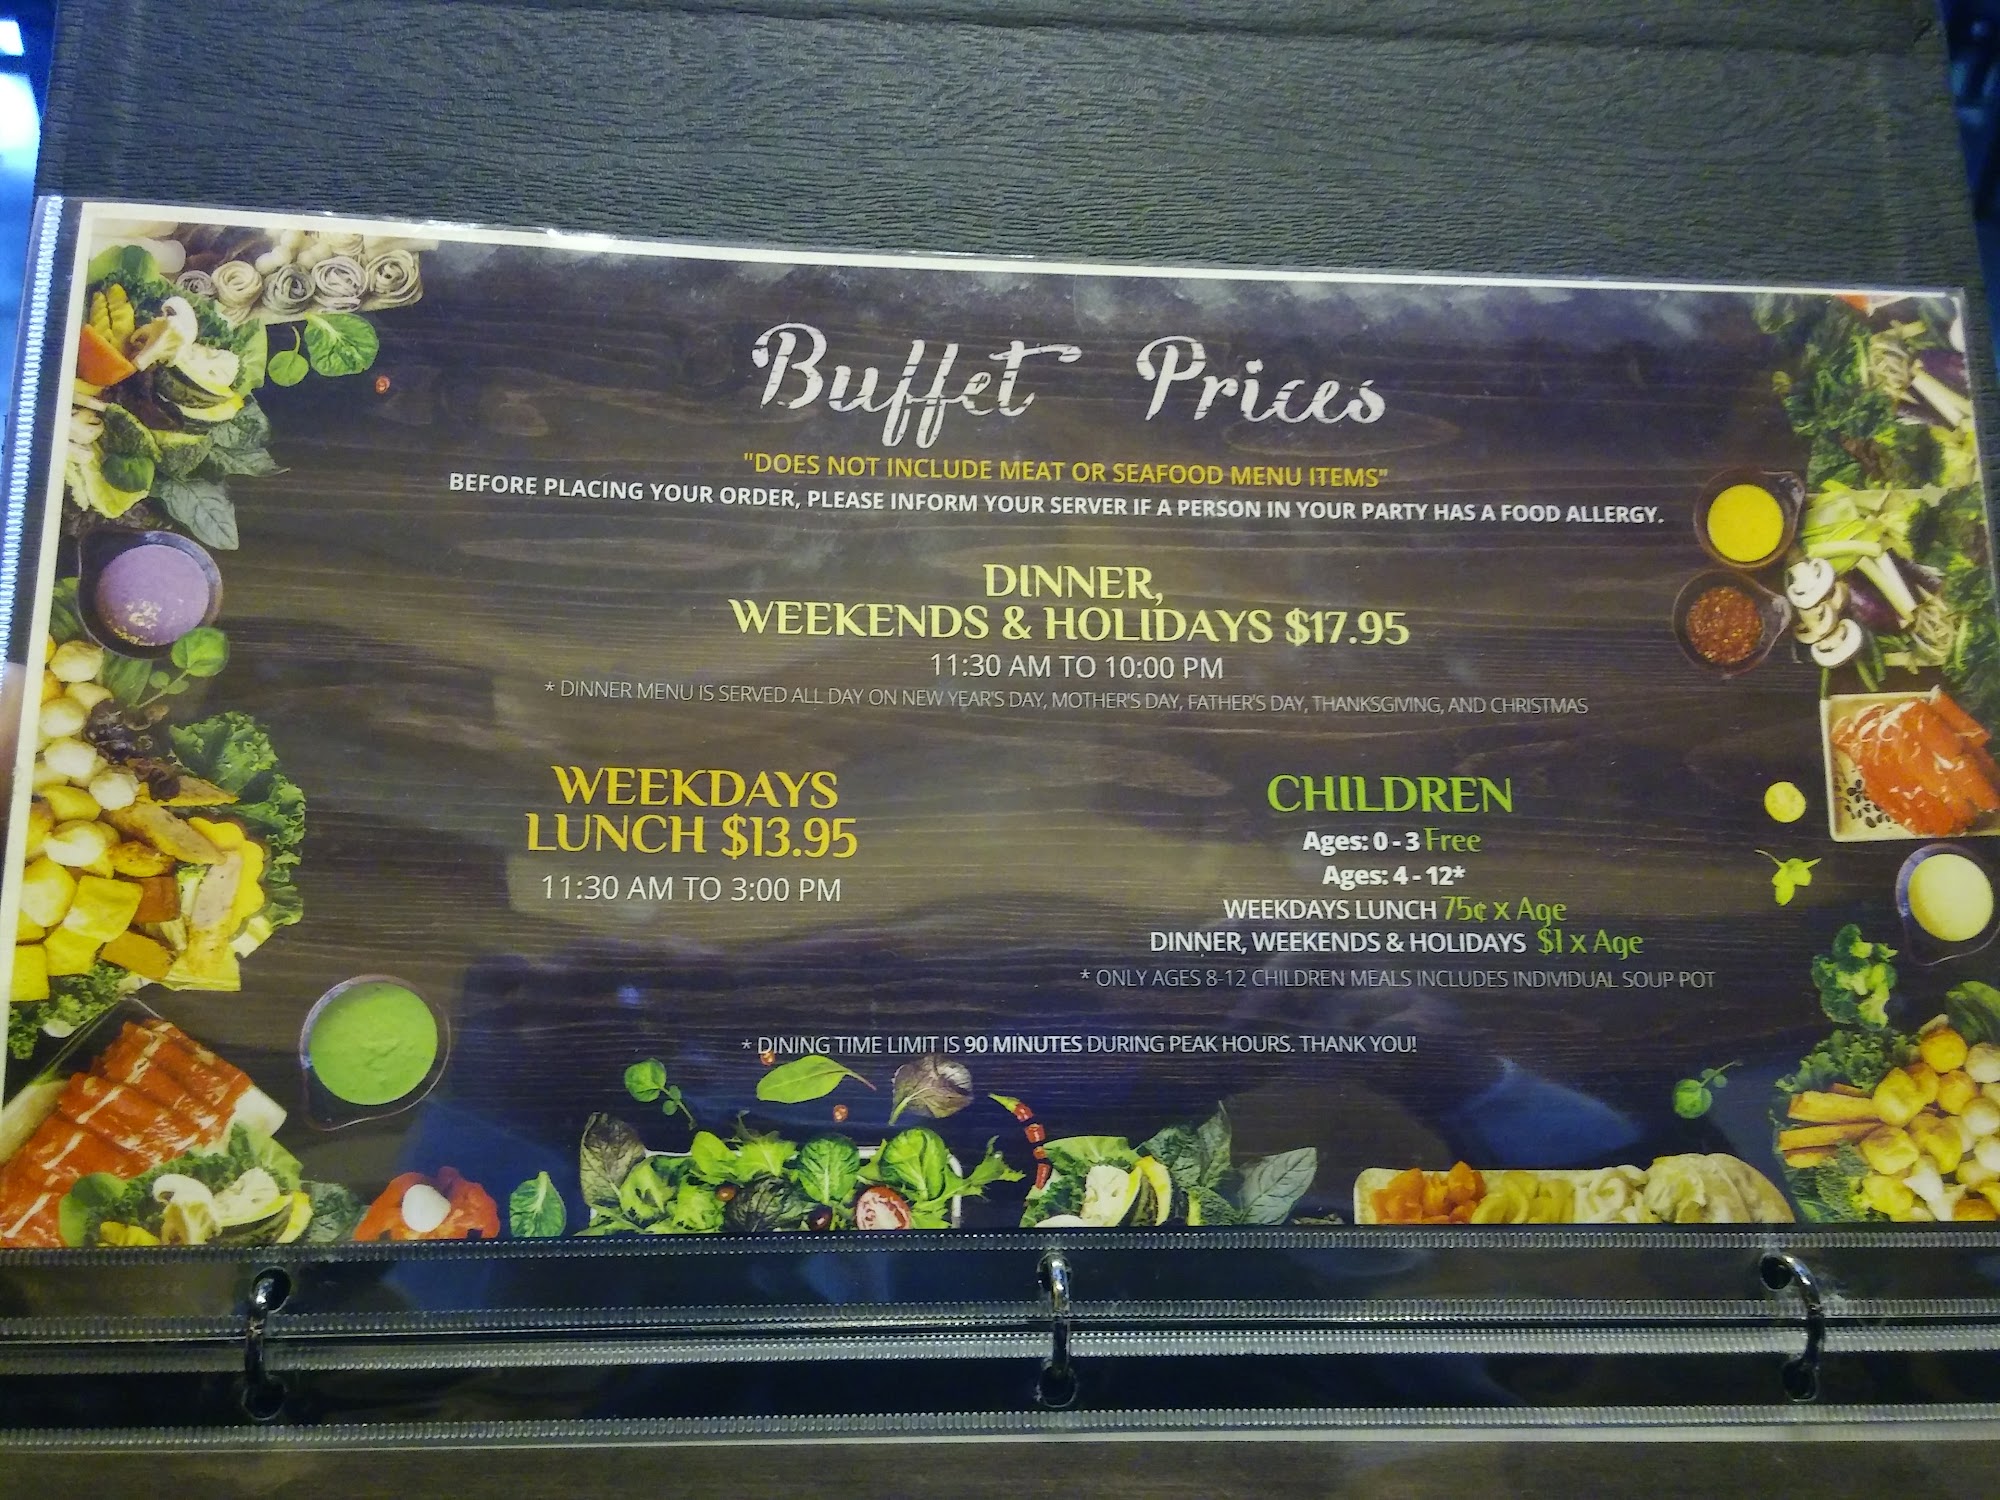 Buffet Prices
"DOES NOT INCLUDE MEAT OR SEAFOOD MENU ITEMS"
BEFORE PLACING YOUR ORDER, PLEASE INFORM YOUR SERVER IF A PERSON IN YOUR PARTY HAS A FOOD ALLERGY.
DINNER,
WEEKENDS & HOLIDAYS $17.95
11:30 AM TO 10:00 PM
* DINNER MENU IS SERVED ALL DAY ON NEW YEAR'S DAY, MOTHER'S DAY, FATHER'S DAY, THANKSGIVING, AND CHRISTMAS
WEEKDAYS
LUNCH $13.95
11:30 AM TO 3:00 PM
CHILDREN
Ages: 0 - 3 Free
Ages: 4 - 12*
WEEKDAYS LUNCH 75¢ x Age
DINNER, WEEKENDS & HOLIDAYS $1 x Age
* ONLY AGES 8-12 CHILDREN MEALS INCLUDES INDIVIDUAL SOUP POT
* DINING TIME LIMIT IS 90 MINUTES DURING PEAK HOURS. THANK YOU!